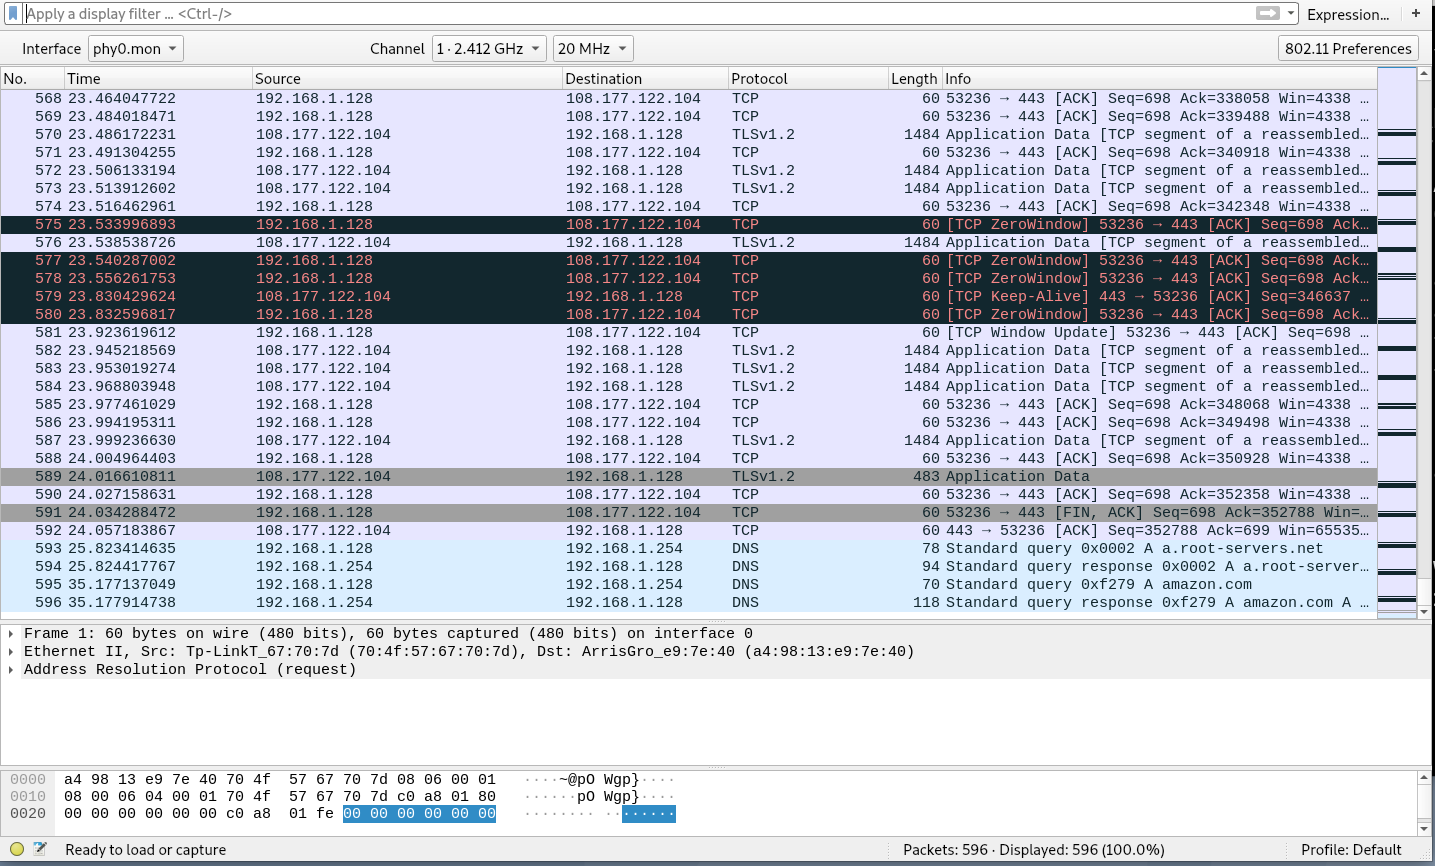 Apply a display filter … <Ctrl-/> Expression… +
Interface phy0.mon Channel 1 · 2.412 GHz 20 MHz 802.11 Preferences
No. Time Source Destination Protocol Length Info
568 23.464047722 192.168.1.128 108.177.122.104 TCP 60 53236 → 443 [ACK] Seq=698 Ack=338058 Win=4338 …
569 23.484018471 192.168.1.128 108.177.122.104 TCP 60 53236 → 443 [ACK] Seq=698 Ack=339488 Win=4338 …
570 23.486172231 108.177.122.104 192.168.1.128 TLSv1.2 1484 Application Data [TCP segment of a reassembled…
571 23.491304255 192.168.1.128 108.177.122.104 TCP 60 53236 → 443 [ACK] Seq=698 Ack=340918 Win=4338 …
572 23.506133194 108.177.122.104 192.168.1.128 TLSv1.2 1484 Application Data [TCP segment of a reassembled…
573 23.513912602 108.177.122.104 192.168.1.128 TLSv1.2 1484 Application Data [TCP segment of a reassembled…
574 23.516462961 192.168.1.128 108.177.122.104 TCP 60 53236 → 443 [ACK] Seq=698 Ack=342348 Win=4338 …
575 23.533996893 192.168.1.128 108.177.122.104 TCP 60 [TCP ZeroWindow] 53236 → 443 [ACK] Seq=698 Ack…
576 23.538538726 108.177.122.104 192.168.1.128 TLSv1.2 1484 Application Data [TCP segment of a reassembled…
577 23.540287002 192.168.1.128 108.177.122.104 TCP 60 [TCP ZeroWindow] 53236 → 443 [ACK] Seq=698 Ack…
578 23.556261753 192.168.1.128 108.177.122.104 TCP 60 [TCP ZeroWindow] 53236 → 443 [ACK] Seq=698 Ack…
579 23.830429624 108.177.122.104 192.168.1.128 TCP 60 [TCP Keep-Alive] 443 → 53236 [ACK] Seq=346637 …
580 23.832596817 192.168.1.128 108.177.122.104 TCP 60 [TCP ZeroWindow] 53236 → 443 [ACK] Seq=698 Ack…
581 23.923619612 192.168.1.128 108.177.122.104 TCP 60 [TCP Window Update] 53236 → 443 [ACK] Seq=698 …
582 23.945218569 108.177.122.104 192.168.1.128 TLSv1.2 1484 Application Data [TCP segment of a reassembled…
583 23.953019274 108.177.122.104 192.168.1.128 TLSv1.2 1484 Application Data [TCP segment of a reassembled…
584 23.968803948 108.177.122.104 192.168.1.128 TLSv1.2 1484 Application Data [TCP segment of a reassembled…
585 23.977461029 192.168.1.128 108.177.122.104 TCP 60 53236 → 443 [ACK] Seq=698 Ack=348068 Win=4338 …
586 23.994195311 192.168.1.128 108.177.122.104 TCP 60 53236 → 443 [ACK] Seq=698 Ack=349498 Win=4338 …
587 23.999236630 108.177.122.104 192.168.1.128 TLSv1.2 1484 Application Data [TCP segment of a reassembled…
588 24.004964403 192.168.1.128 108.177.122.104 TCP 60 53236 → 443 [ACK] Seq=698 Ack=350928 Win=4338 …
589 24.016610811 108.177.122.104 192.168.1.128 TLSv1.2 483 Application Data
590 24.027158631 192.168.1.128 108.177.122.104 TCP 60 53236 → 443 [ACK] Seq=698 Ack=352358 Win=4338 …
591 24.034288472 192.168.1.128 108.177.122.104 TCP 60 53236 → 443 [FIN, ACK] Seq=698 Ack=352788 Win=…
592 24.057183867 108.177.122.104 192.168.1.128 TCP 60 443 → 53236 [ACK] Seq=352788 Ack=699 Win=65535…
593 25.823414635 192.168.1.128 192.168.1.254 DNS 78 Standard query 0x0002 A a.root-servers.net
594 25.824417767 192.168.1.254 192.168.1.128 DNS 94 Standard query response 0x0002 A a.root-server…
595 35.177137049 192.168.1.128 192.168.1.254 DNS 70 Standard query 0xf279 A amazon.com
596 35.177914738 192.168.1.254 192.168.1.128 DNS 118 Standard query response 0xf279 A amazon.com A …
Frame 1: 60 bytes on wire (480 bits), 60 bytes captured (480 bits) on interface 0
Ethernet II, Src: Tp-LinkT_67:70:7d (70:4f:57:67:70:7d), Dst: ArrisGro_e9:7e:40 (a4:98:13:e9:7e:40)
Address Resolution Protocol (request)
0000 a4 98 13 e9 7e 40 70 4f 57 67 70 7d 08 06 00 01 ····~@pO Wgp}····
0010 08 00 06 04 00 01 70 4f 57 67 70 7d c0 a8 01 80 ······pO Wgp}····
0020 00 00 00 00 00 00 c0 a8 01 fe 00 00 00 00 00 00 ········ ········
Ready to load or capture Packets: 596 · Displayed: 596 (100.0%) Profile: Default